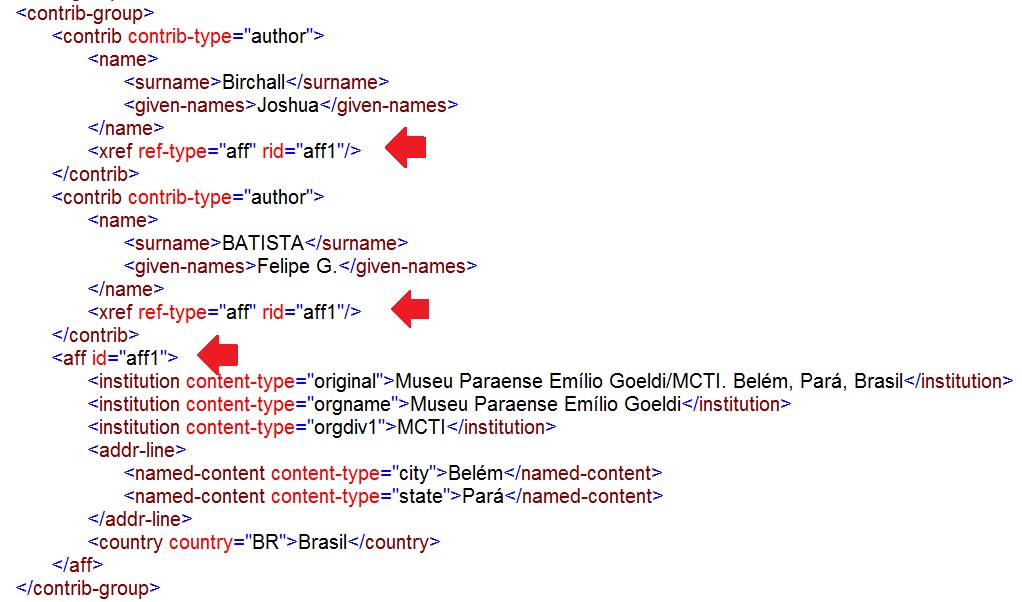 <contrib-group>
<contrib contrib-type="author">
<name>
<surname>Birchall</surname>
<given-names>Joshua</given-names>
</name>
<xref ref-type="aff" rid="aff1"/>
</contrib>
<contrib contrib-type="author">
<name>
<surname>BATISTA</surname>
<given-names>Felipe G.</given-names>
</name>
<xref ref-type="aff" rid="aff1"/>
</contrib>
<aff id="aff1">
<institution content-type="original">Museu Paraense Emílio Goeldi/MCTI. Belém, Pará, Brasil</institution>
<institution content-type="orgname">Museu Paraense Emílio Goeldi</institution>
<institution content-type="orgdiv1">MCTI</institution>
<addr-line>
<named-content content-type="city">Belém</named-content>
<named-content content-type="state">Pará</named-content>
</addr-line>
<country country="BR">Brasil</country>
</aff>
</contrib-group>